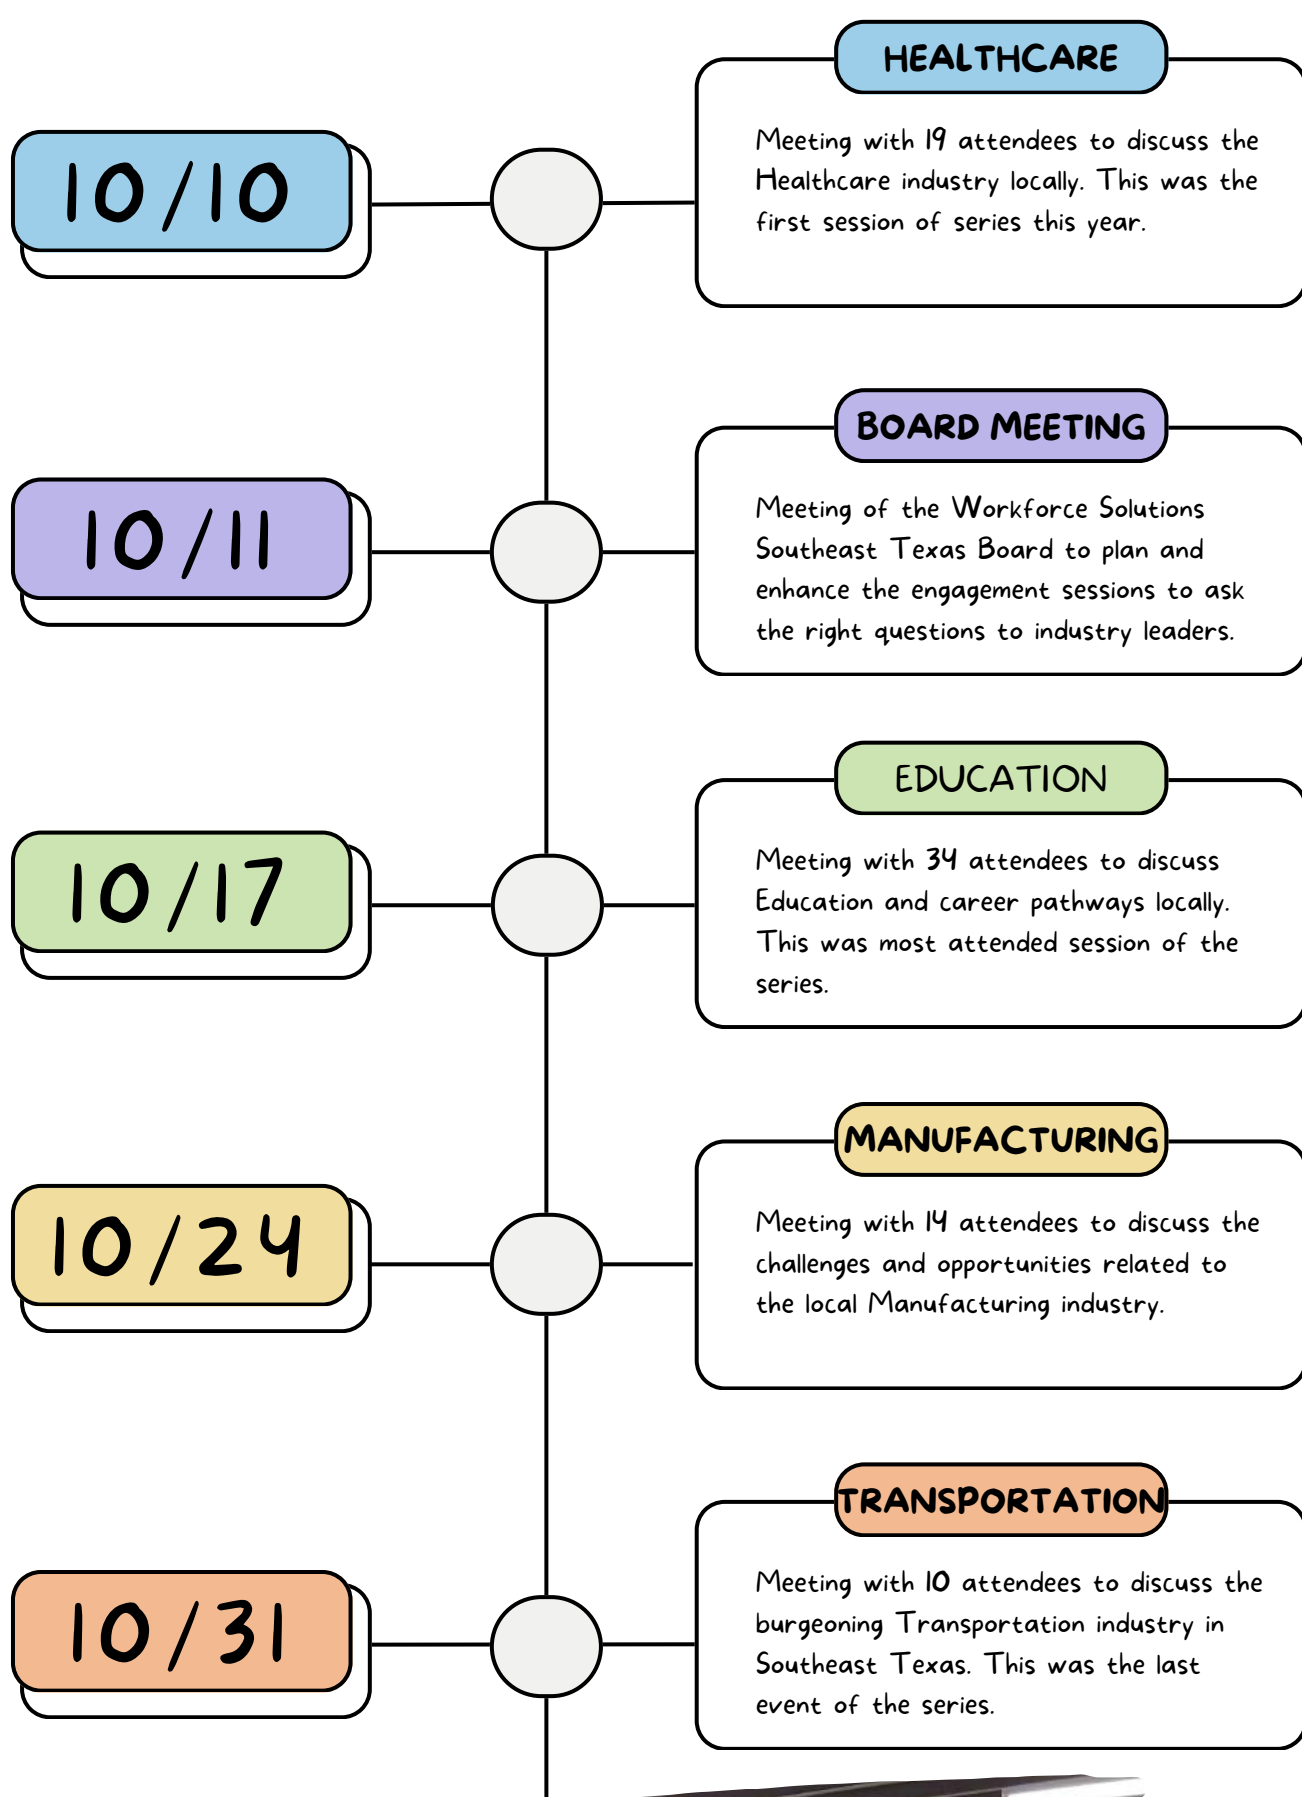 HEALTHCARE
10/10
Meeting with 19 attendees to discuss the
Healthcare industry locally. This was the
first session of series this year.
BOARD MEETING
10/11
Meeting of the Workforce Solutions
Southeast Texas Board to plan and
enhance the engagement sessions to ask
the right questions to industry leaders.
EDUCATION
10/17
Meeting with 34 attendees to discuss
Education and career pathways locally.
This was most attended session of the
series.
MANUFACTURING
10/24
Meeting with 14 attendees to discuss the
challenges and opportunities related to
the local Manufacturing industry.
TRANSPORTATION
10/31
Meeting with 10 attendees to discuss the
burgeoning Transportation industry in
Southeast Texas. This was the last
event of the series.